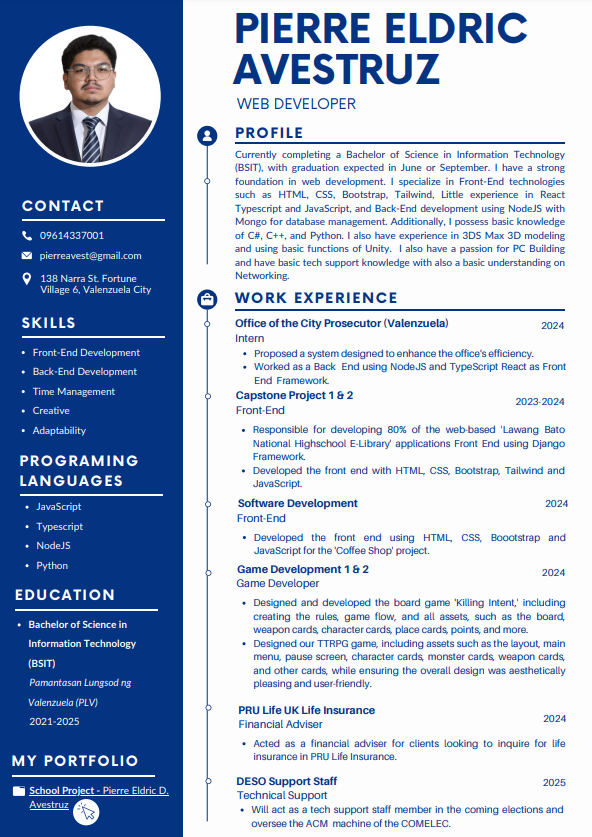 PIERRE ELDRIC
AVESTRUZ
WEB DEVELOPER
CONTACT
09614337001
pierreavest@gmail.com
138 Narra St. Fortune
Village 6, Valenzuela City
SKILLS
• Front-End Development
• Back-End Development
• Time Management
• Creative
• Adaptability
PROGRAMING
LANGUAGES
• JavaScript
• Typescript
• NodeJS
• Python
EDUCATION
• Bachelor of Science in
Information Technology
(BSIT)
Pamantasan Lungsod ng
Valenzuela (PLV)
2021-2025
MY PORTFOLIO
School Project - Pierre Eldric D.
Avestruz
PROFILE
Currently completing a Bachelor of Science in Information Technology
(BSIT), with graduation expected in June or September. I have a strong
foundation in web development. I specialize in Front-End technologies
such as HTML, CSS, Bootstrap, Tailwind, Little experience in React
Typescript and JavaScript, and Back-End development using NodeJS with
Mongo for database management. Additionally, I possess basic knowledge
of C#, C++, and Python. I also have experience in 3DS Max 3D modeling
and using basic functions of Unity. I also have a passion for PC Building
and have basic tech support knowledge with also a basic understanding on
Networking.
WORK EXPERIENCE
Office of the City Prosecutor (Valenzuela) 2024
Intern
• Proposed a system designed to enhance the office's efficiency.
• Worked as a Back End using NodeJS and TypeScript React as Front
End Framework.
Capstone Project 1 & 2 2023-2024
Front-End
• Responsible for developing 80% of the web-based 'Lawang Bato
National Highschool E-Library' applications Front End using Django
Framework.
• Developed the front end with HTML, CSS, Bootstrap, Tailwind and
JavaScript.
Software Development 2024
Front-End
• Developed the front end using HTML, CSS, Boootstrap and
JavaScript for the 'Coffee Shop' project.
Game Development 1 & 2 2024
Game Developer
• Designed and developed the board game 'Killing Intent,' including
creating the rules, game flow, and all assets, such as the board,
weapon cards, character cards, place cards, points, and more.
• Designed our TTRPG game, including assets such as the layout, main
menu, pause screen, character cards, monster cards, weapon cards,
and other cards, while ensuring the overall design was aesthetically
pleasing and user-friendly.
PRU Life UK Life Insurance 2024
Financial Adviser
• Acted as a financial adviser for clients looking to inquire for life
insurance in PRU Life Insurance.
DESO Support Staff 2025
Technical Support
• Will act as a tech support staff member in the coming elections and
oversee the ACM machine of the COMELEC.